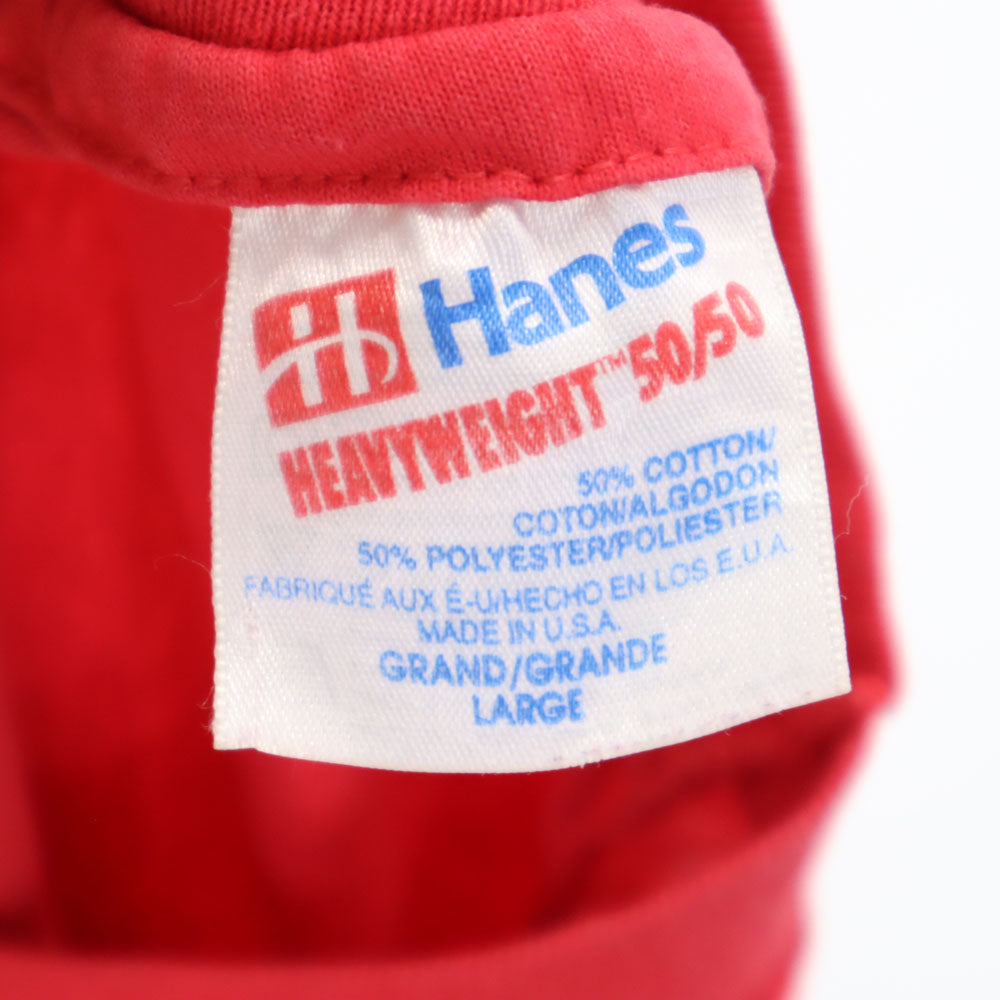 H Hanes
HEAVYWEIGHT™ 50/50
50% COTTON/
COTON/ALGODON
50% POLYESTER/POLIESTER
FABRIQUÉ AUX É-U/HECHO EN LOS E.U.A.
MADE IN U.S.A.
GRAND/GRANDE
LARGE